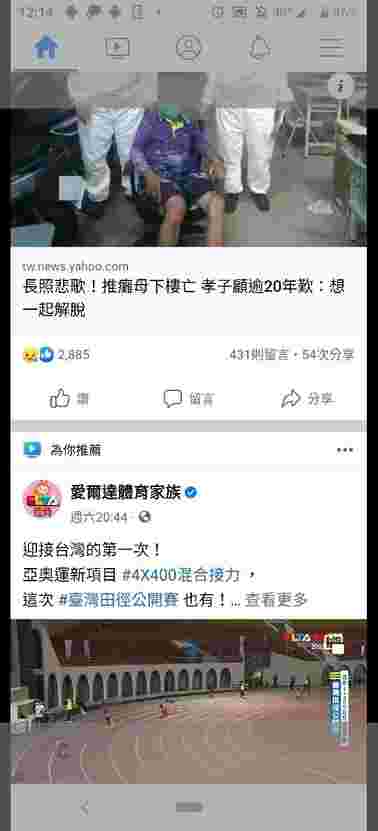 12:14
tw.news.yahoo.com
長照悲歌！推癱母下樓亡 孝子顧逾20年歎：想
一起解脫
2,885
431則留言·54次分享
讚
留言
分享
為你推薦
愛爾達體育家族
週六20:44
迎接台灣的第一次！
亞奧運新項目 #4X400混合接力 ，
這次 #臺灣田徑公開賽 也有！... 查看更多